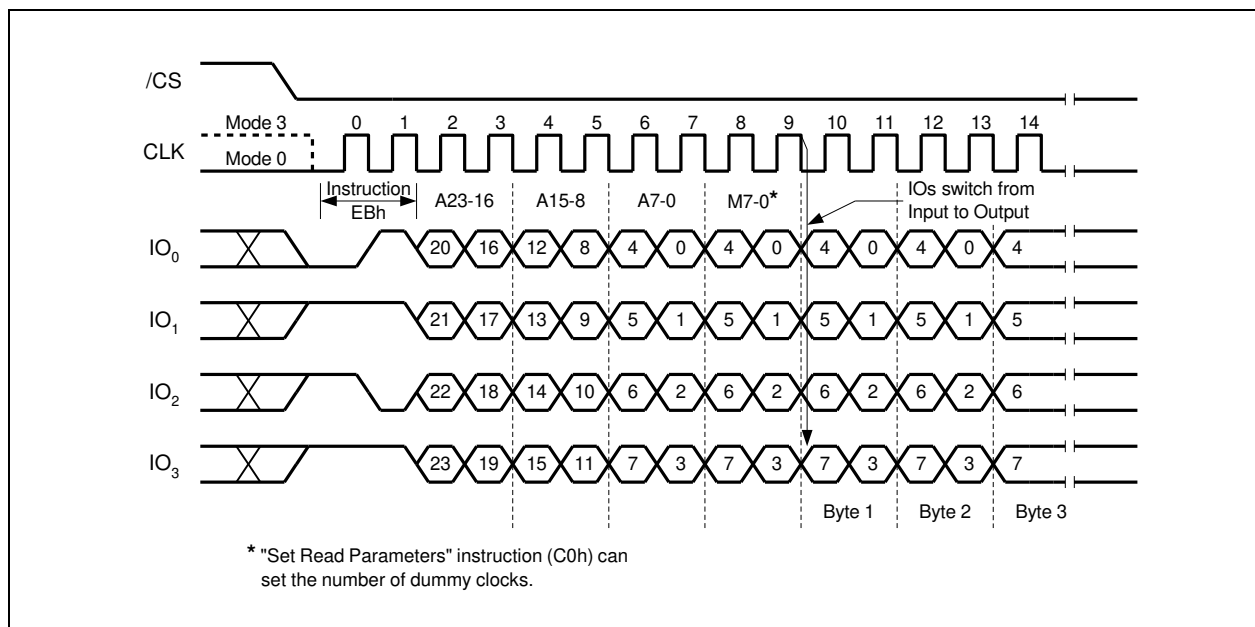 /CS
Mode 3
0 1 2 3 4 5 6 7 8 9 10 11 12 13 14
CLK
Mode 0
Instruction
EBh
A23-16 A15-8 A7-0 M7-0*
IOs switch from
Input to Output
IO0 20 16 12 8 4 0 4 0 4 0 4 0 4
IO1 21 17 13 9 5 1 5 1 5 1 5 1 5
IO2 22 18 14 10 6 2 6 2 6 2 6 2 6
IO3 23 19 15 11 7 3 7 3 7 3 7 3 7
Byte 1 Byte 2 Byte 3
* "Set Read Parameters" instruction (C0h) can
set the number of dummy clocks.